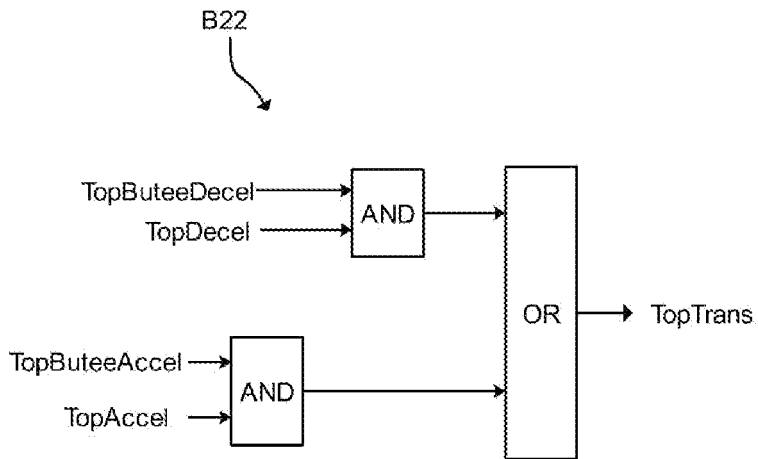 B22
TopButeeDecel
TopDecel
AND
OR
TopTrans
TopButeeAccel
TopAccel
AND